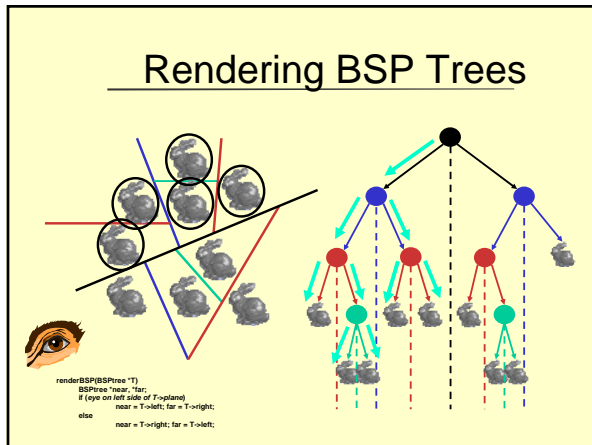 Rendering BSP Trees
renderBSP(BSPtree *T)
BSPtree *near, *far;
if (eye on left side of T->plane)
near = T->left; far = T->right;
else
near = T->right; far = T->left;